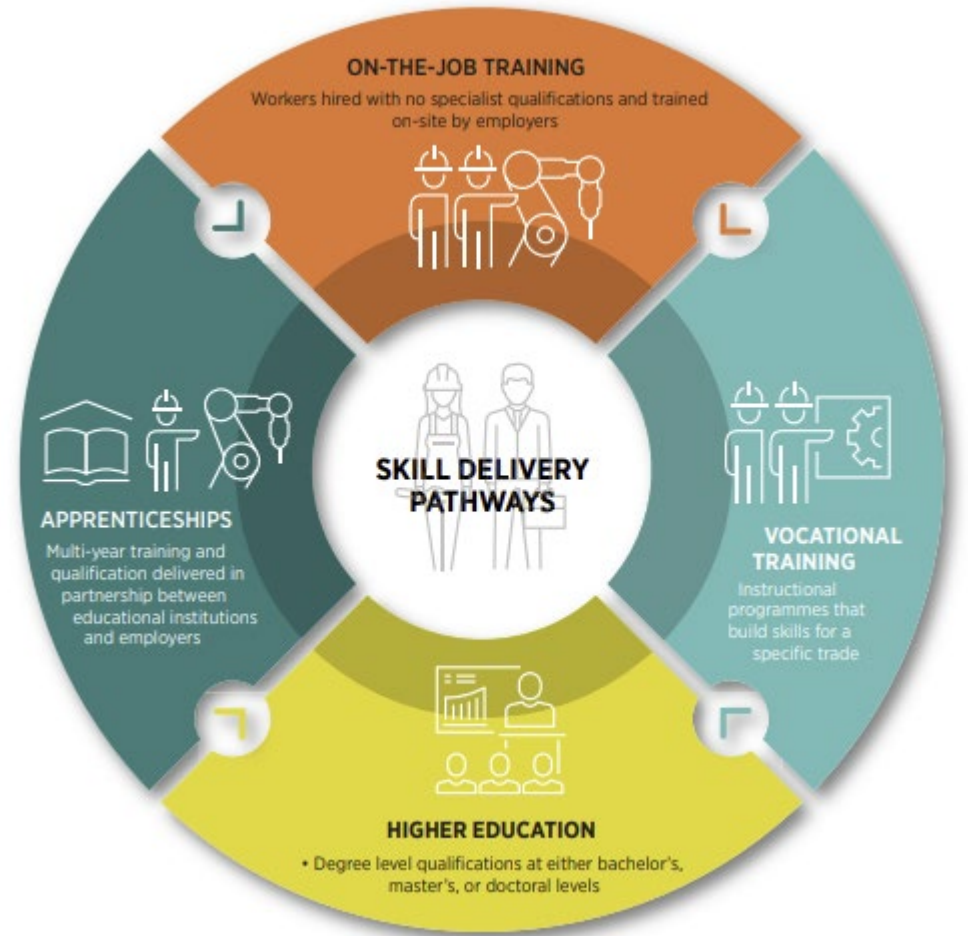 ON-THE-JOB TRAINING
Workers hired with no specialist qualifications and trained
on-site by employers
SKILL DELIVERY
PATHWAYS
APPRENTICESHIPS
Multi-year training and
qualification delivered in
partnership between
educational institutions
and employers
VOCATIONAL
TRAINING
Instructional
programmes that
build skills for a
specific trade
HIGHER EDUCATION
• Degree level qualifications at either bachelor's,
master's, or doctoral levels